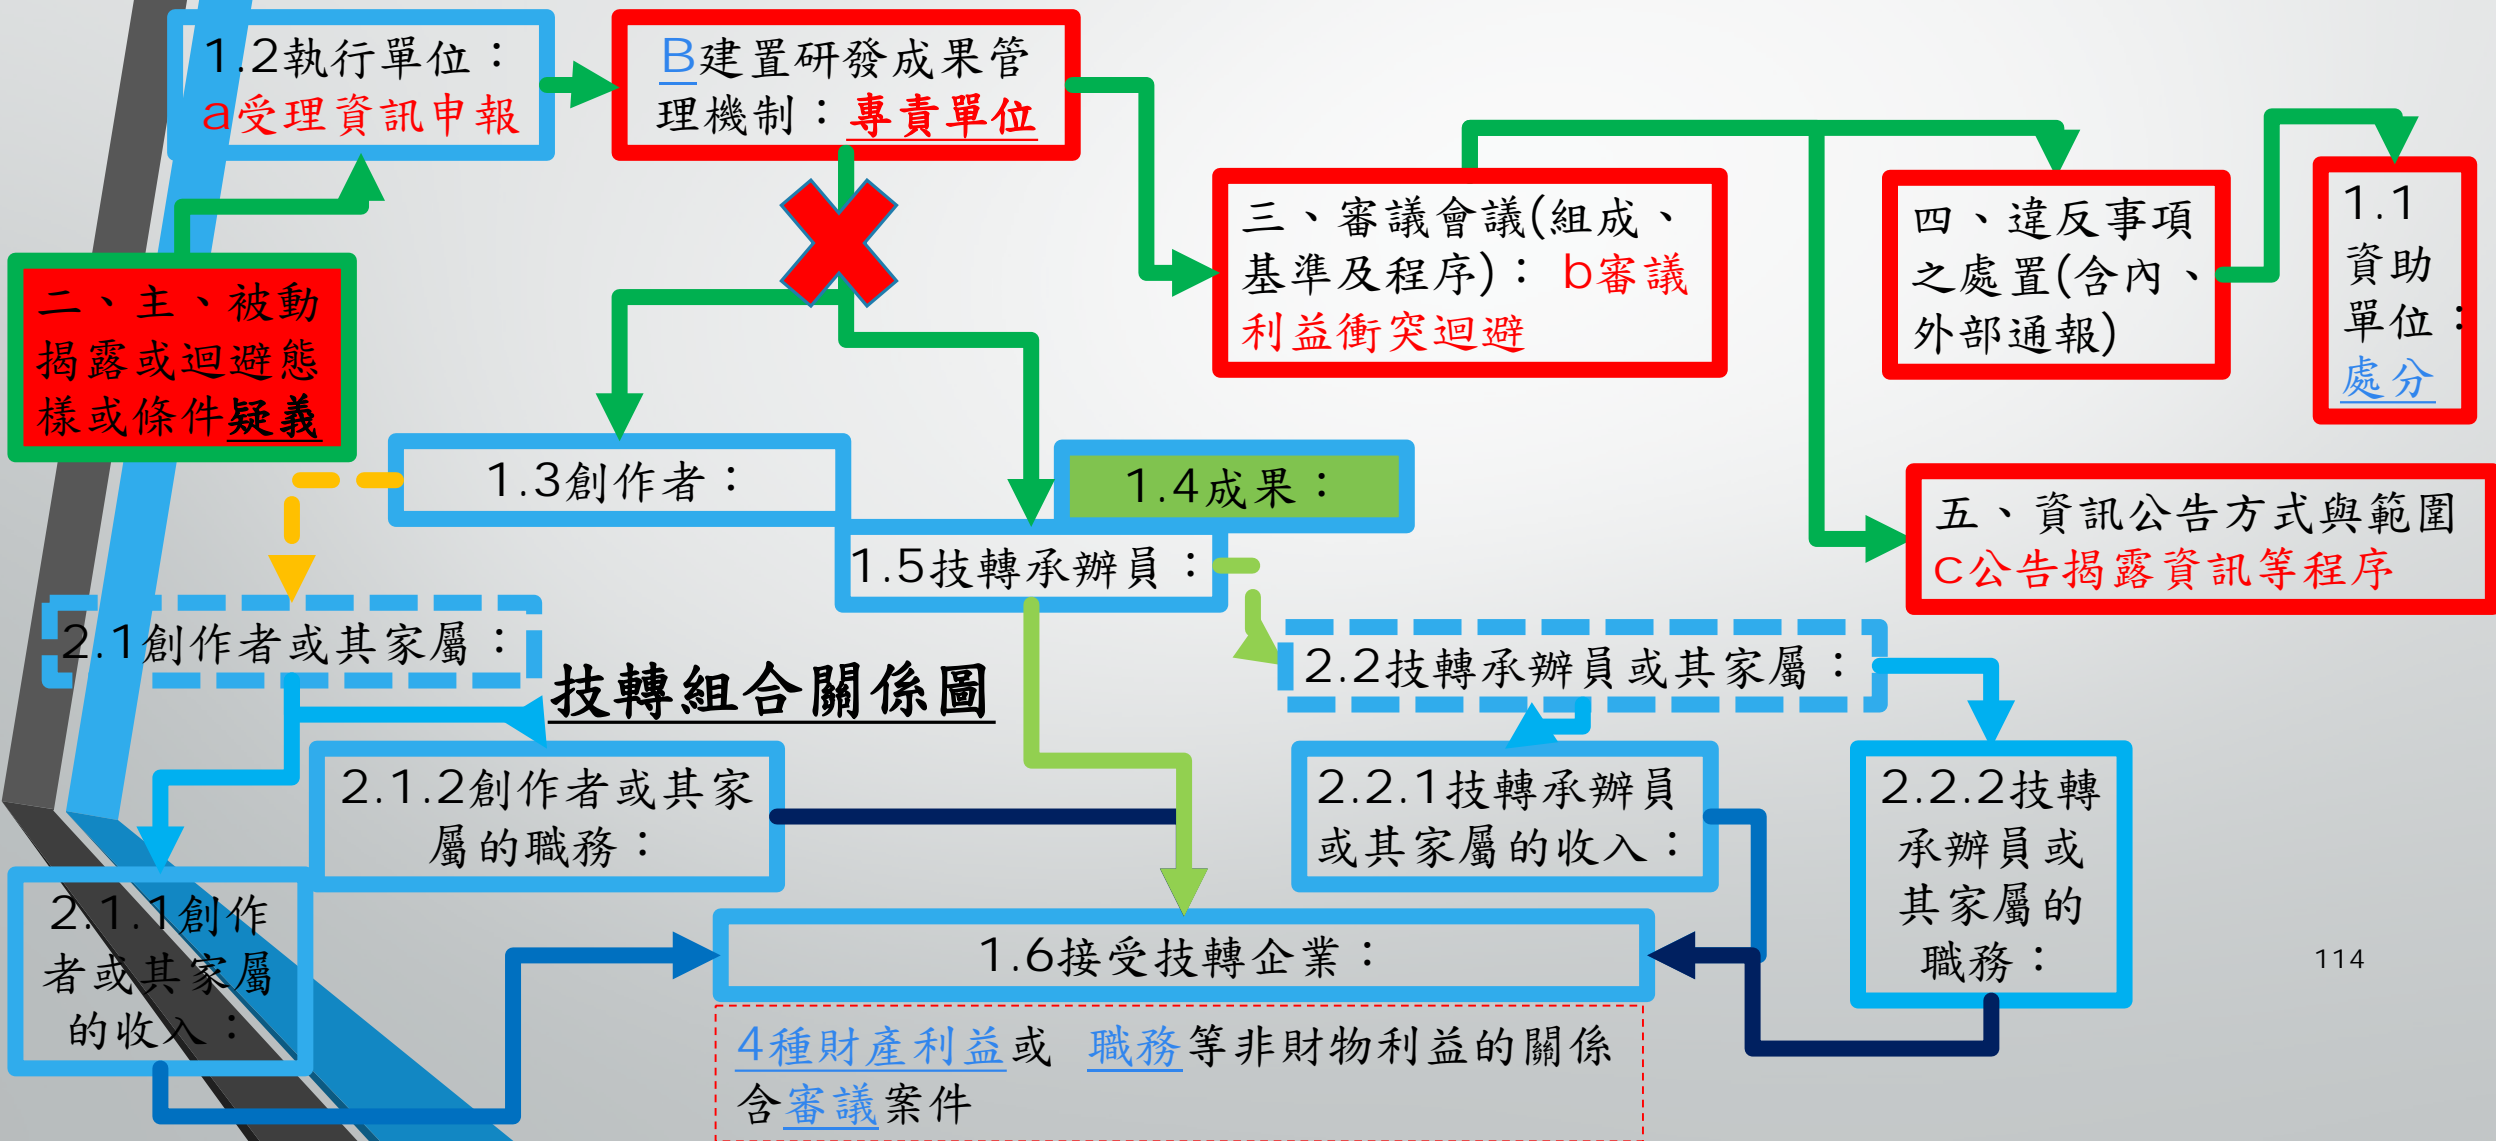 1.2執行單位：
a受理資訊申報
B建置研發成果管
理機制：專責單位
三、審議會議(組成、
基準及程序)： b審議
利益衝突迴避
四、違反事項
之處置(含內、
外部通報)
1.1
資助
單位：
處分
二、主、被動
揭露或迴避態
樣或條件疑義
1.3創作者：
1.4成果：
1.5技轉承辦員：
五、資訊公告方式與範圍
c公告揭露資訊等程序
2.1創作者或其家屬：
技轉組合關係圖
2.2技轉承辦員或其家屬：
2.1.2創作者或其家
屬的職務：
2.2.1技轉承辦員
或其家屬的收入：
2.2.2技轉
承辦員或
其家屬的
職務：
2.1.1創作
者或其家屬
的收入：
1.6接受技轉企業：
114
4種財產利益或 職務等非財物利益的關係
含審議案件